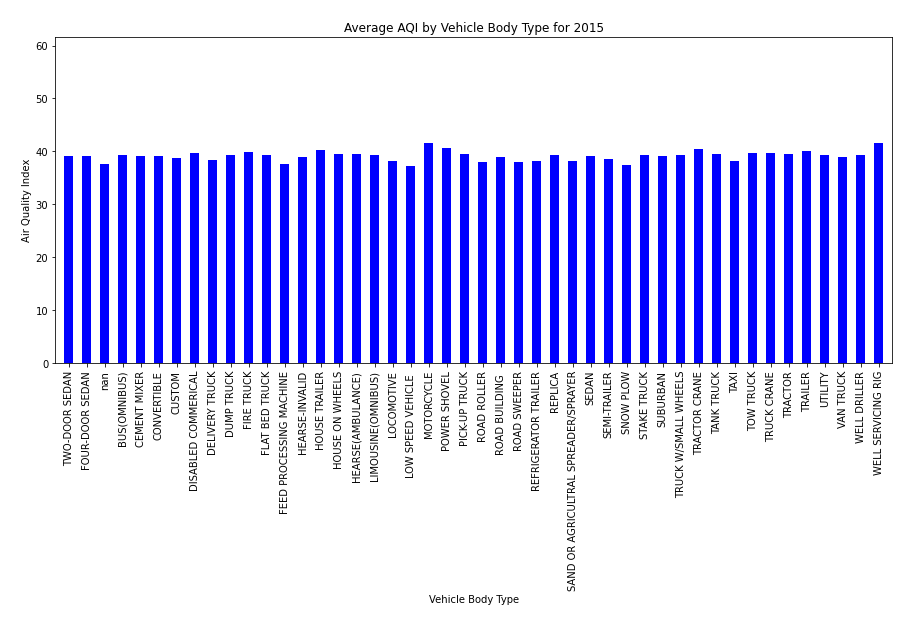 Average AQI by Vehicle Body Type for 2015
Air Quality Index
60
50
40
30
20
10
0
TWO-DOOR SEDAN
FOUR-DOOR SEDAN
nan
BUS(OMNIBUS)
CEMENT MIXER
CONVERTIBLE
CUSTOM
DISABLED COMMERICAL
DELIVERY TRUCK
DUMP TRUCK
FIRE TRUCK
FLAT BED TRUCK
FEED PROCESSING MACHINE
HEARSE-INVALID
HOUSE TRAILER
HOUSE ON WHEELS
HEARSE(AMBULANCE)
LIMOUSINE(OMNIBUS)
LOCOMOTIVE
LOW SPEED VEHICLE
MOTORCYCLE
POWER SHOVEL
PICK-UP TRUCK
ROAD ROLLER
ROAD BUILDING
ROAD SWEEPER
REFRIGERATOR TRAILER
REPLICA
SAND OR AGRICULTRAL SPREADER/SPRAYER
SEDAN
SEMI-TRAILER
SNOW PLOW
STAKE TRUCK
SUBURBAN
TRUCK W/SMALL WHEELS
TRACTOR CRANE
TANK TRUCK
TAXI
TOW TRUCK
TRUCK CRANE
TRACTOR
TRAILER
UTILITY
VAN TRUCK
WELL DRILLER
WELL SERVICING RIG
Vehicle Body Type